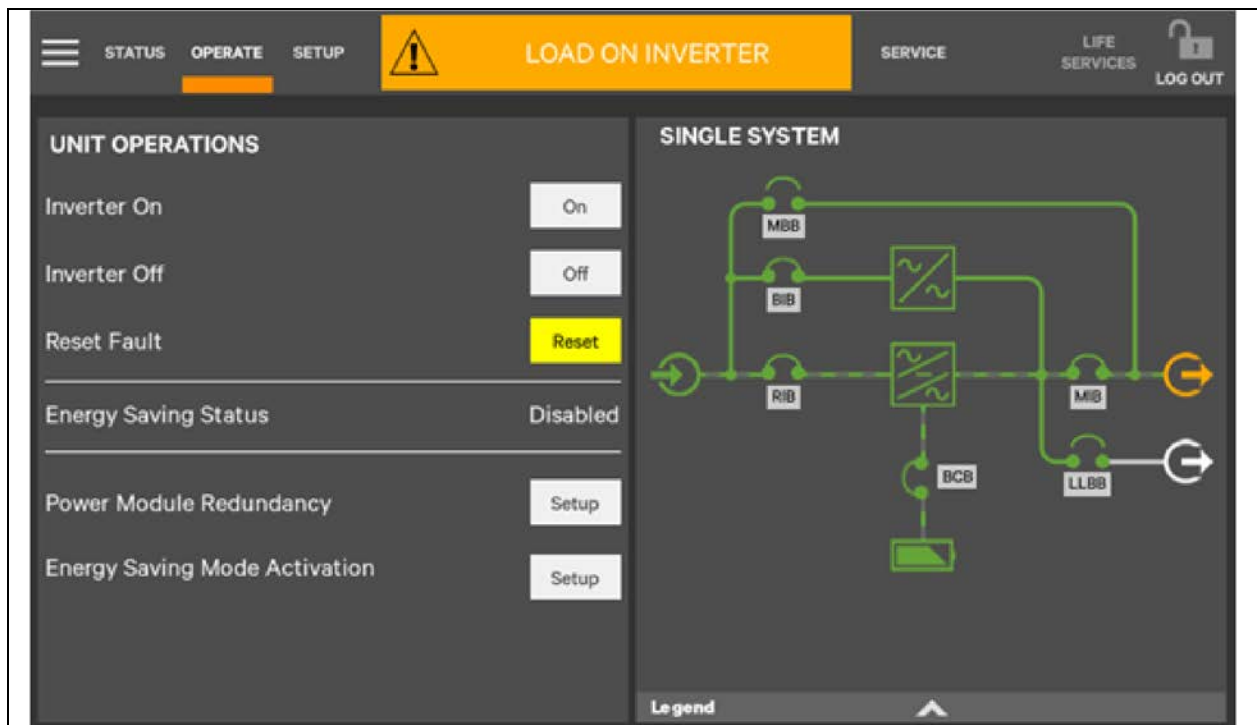 STATUS OPERATE SETUP LOAD ON INVERTER SERVICE LIFE
SERVICES
LOG OUT
UNIT OPERATIONS
Inverter On On
Inverter Off Off
Reset Fault Reset
Energy Saving Status Disabled
Power Module Redundancy Setup
Energy Saving Mode Activation Setup
SINGLE SYSTEM
MBB
BIB
RIB MIB
BCB LLBB
Legend